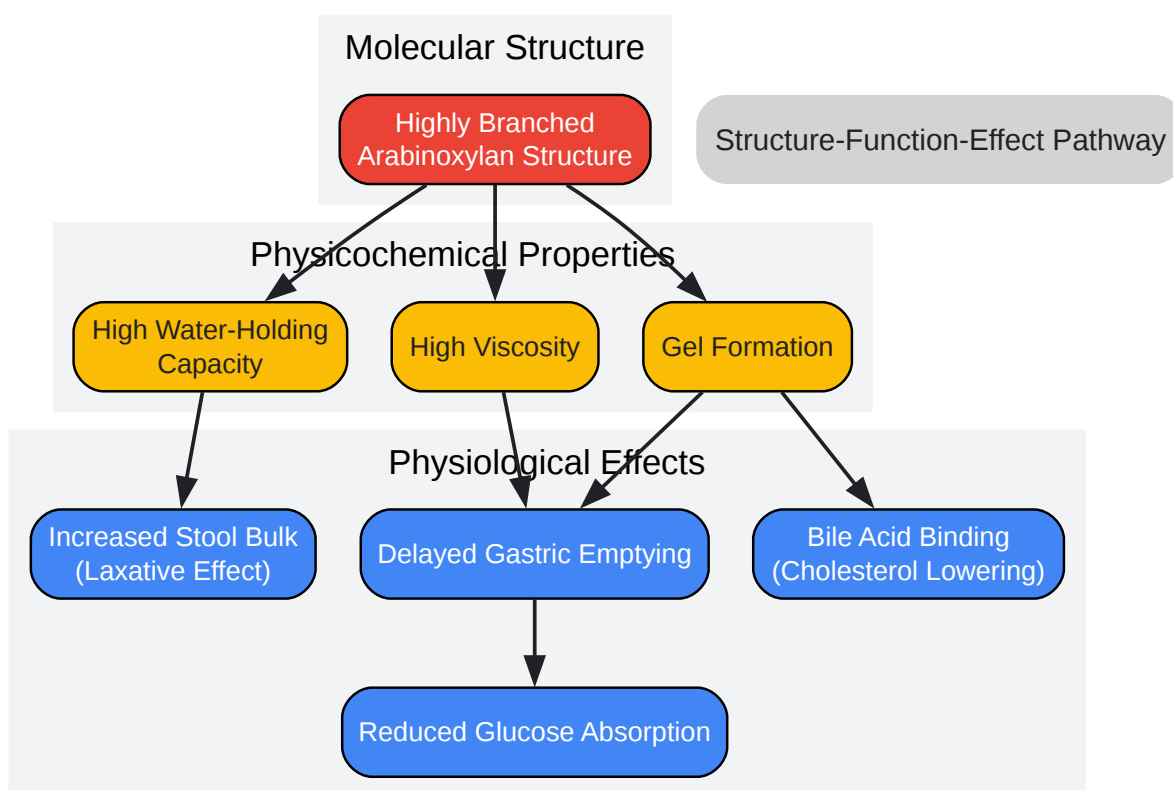 Molecular Structure
Highly Branched
Arabinoxylan Structure
Structure-Function-Effect Pathway
Physicochemical Properties
High Water-Holding
Capacity
High Viscosity
Gel Formation
Physiological Effects
Increased Stool Bulk
(Laxative Effect)
Delayed Gastric Emptying
Bile Acid Binding
(Cholesterol Lowering)
Reduced Glucose Absorption